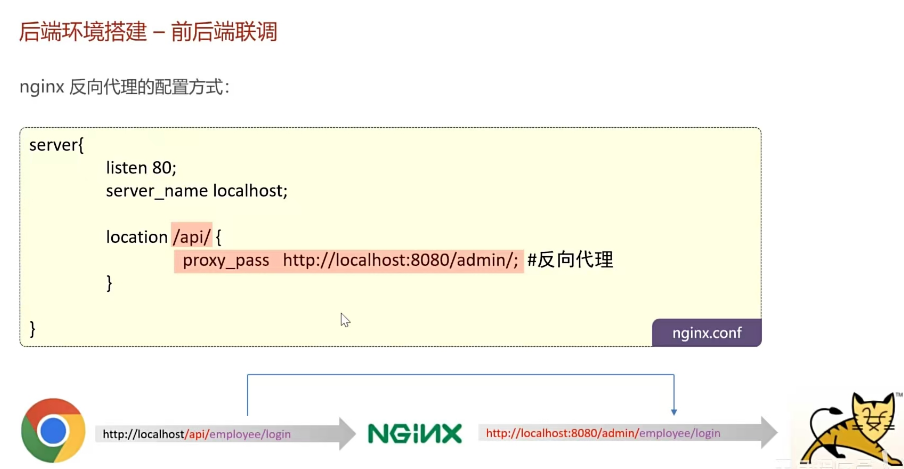 后端环境搭建 – 前后端联调
nginx 反向代理的配置方式：
server{
listen 80;
server_name localhost;
location /api/ {
proxy_pass http://localhost:8080/admin/; #反向代理
}
}
nginx.conf
http://localhost/api/employee/login
NGINX
http://localhost:8080/admin/employee/login
TM